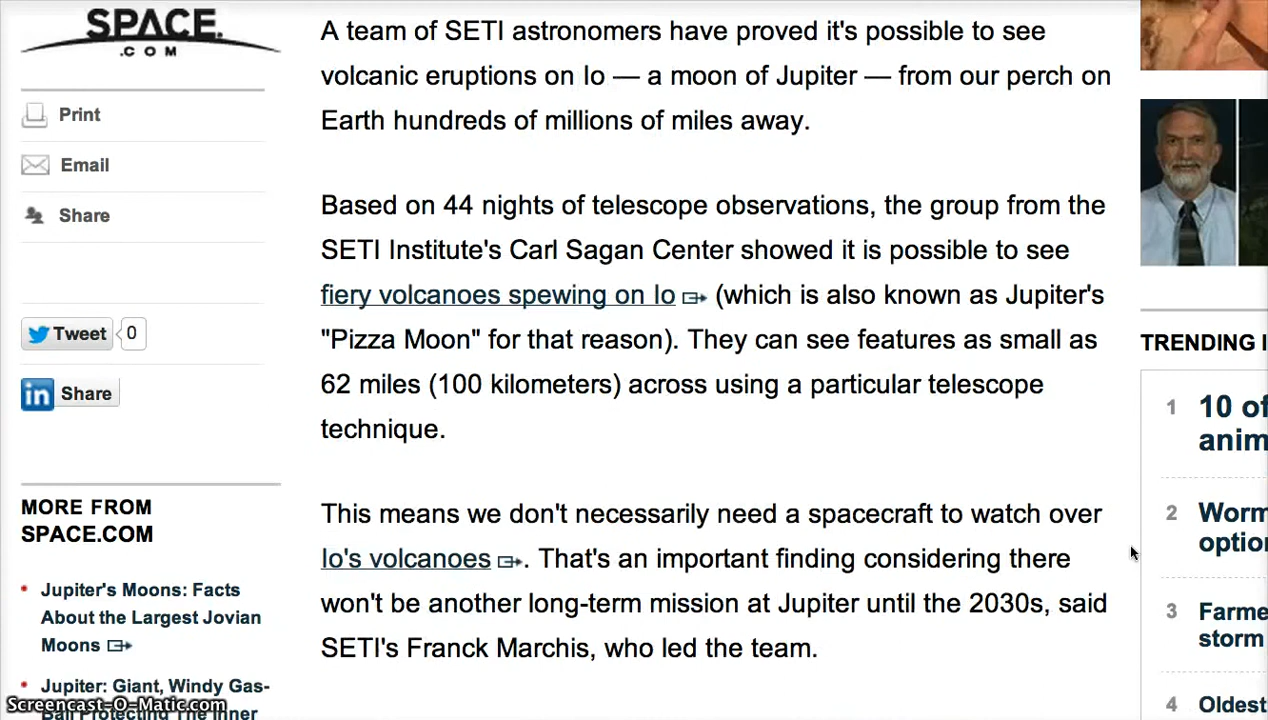 SPACE.
.COM
Print
Email
Share
Tweet
0
in Share
MORE FROM
SPACE.COM
Jupiter's Moons: Facts
About the Largest Jovian
Moons
Jupiter: Giant, Windy Gas-
Ball Protecting The Inner
Screencast-O-Matic.com
A team of SETI astronomers have proved it's possible to see
volcanic eruptions on Io — a moon of Jupiter — from our perch on
Earth hundreds of millions of miles away.
Based on 44 nights of telescope observations, the group from the
SETI Institute's Carl Sagan Center showed it is possible to see
fiery volcanoes spewing on Io (which is also known as Jupiter's
"Pizza Moon" for that reason). They can see features as small as
62 miles (100 kilometers) across using a particular telescope
technique.
This means we don't necessarily need a spacecraft to watch over
Io's volcanoes. That's an important finding considering there
won't be another long-term mission at Jupiter until the 2030s, said
SETI's Franck Marchis, who led the team.
TRENDING
1 10 of
anim
2 Worm
optio
3 Farme
storm
4 Oldest